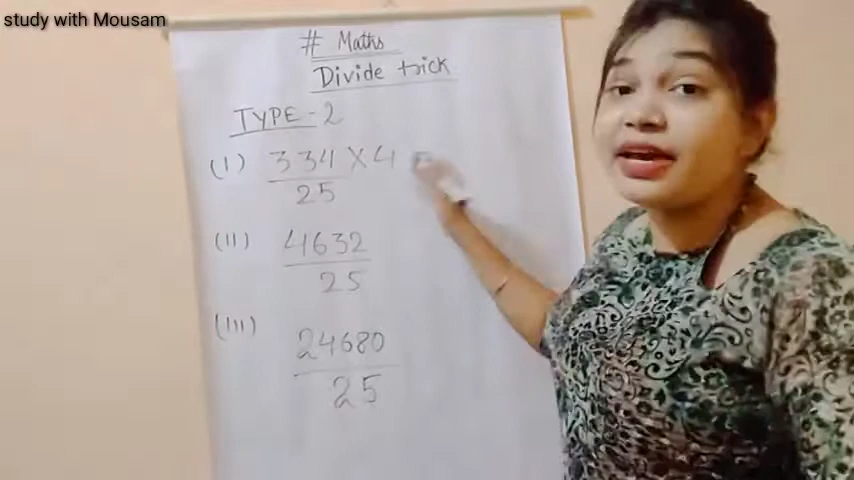 study with Mousam
# Maths
Divide trick
TYPE - 2
(I) 334 X 4
25
(II) 4632
25
(III) 24680
25